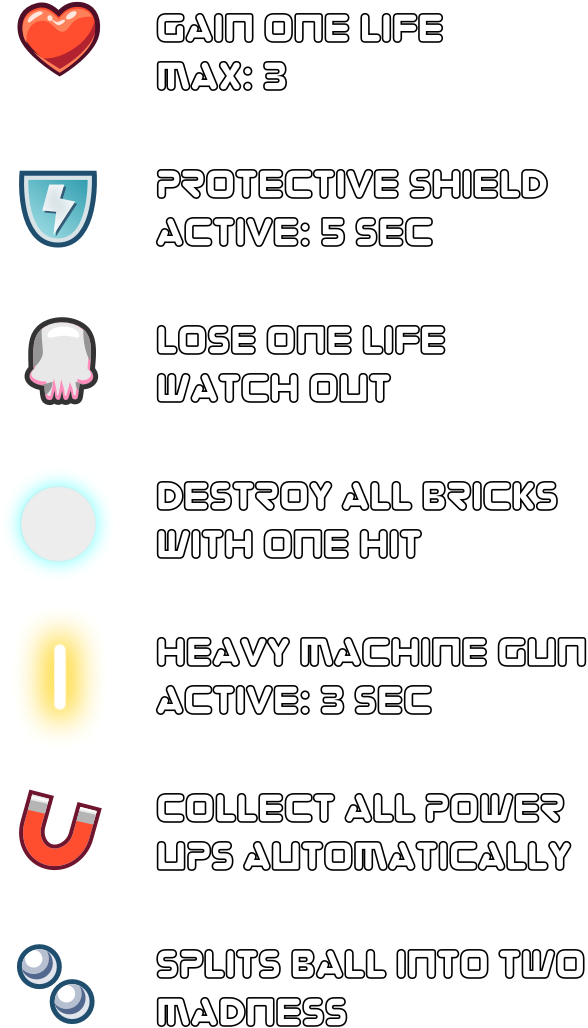 GAIN ONE LIFE
MAX: 3
PROTECTIVE SHIELD
ACTIVE: 5 SEC
LOSE ONE LIFE
WATCH OUT
DESTROY ALL BRICKS
WITH ONE HIT
HEAVY MACHINE GUN
ACTIVE: 3 SEC
COLLECT ALL POWER
UPS AUTOMATICALLY
SPLITS BALL INTO TWO
MADNESS